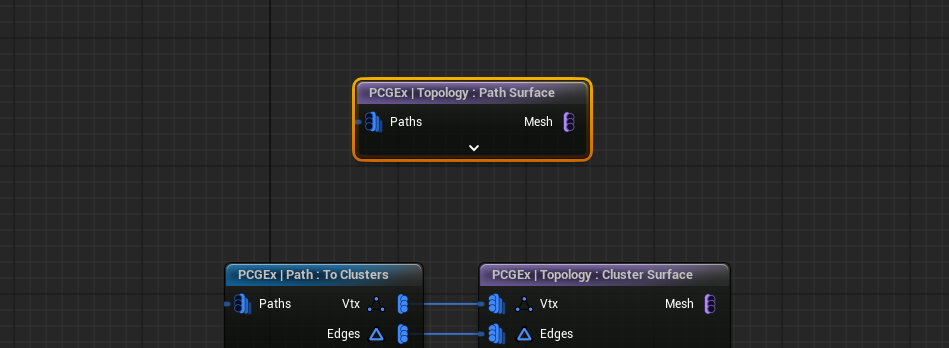 PCGEx | Topology : Path Surface
Paths Mesh
PCGEx | Path : To Clusters
Paths Vtx
Edges
PCGEx | Topology : Cluster Surface
Vtx Mesh
Edges